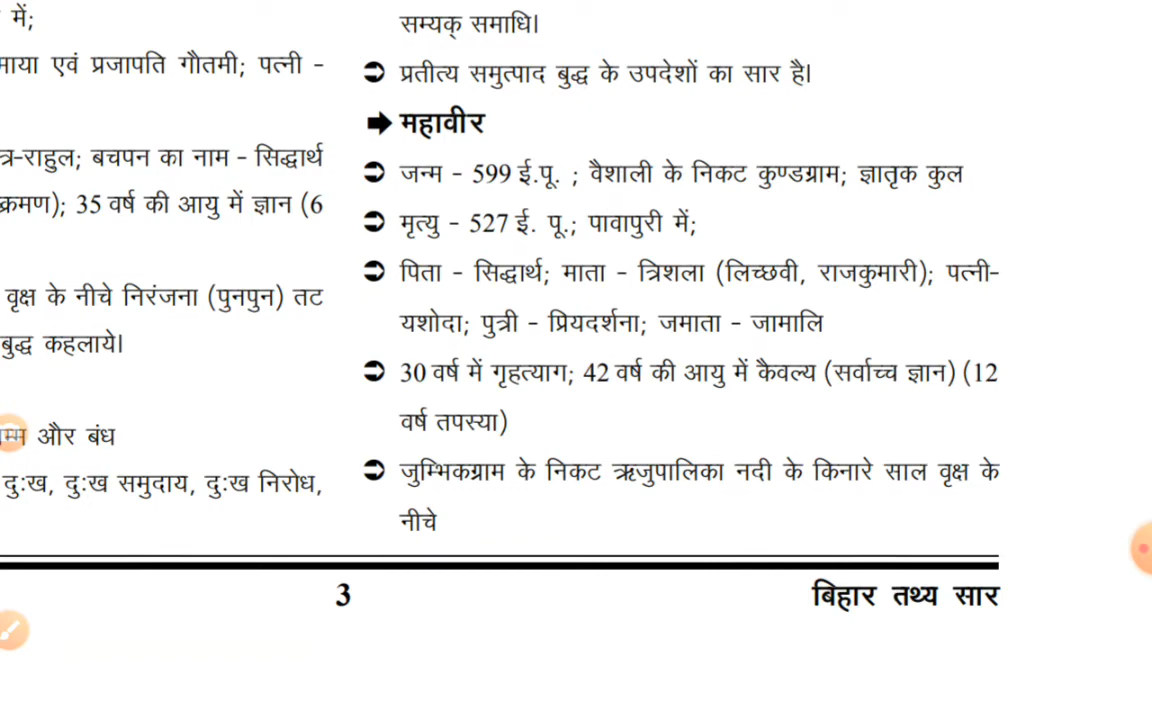 में;
माया एवं प्रजापति गौतमी; पत्नी -
त्र-राहुल; बचपन का नाम - सिद्धार्थ
क्रमण); 35 वर्ष की आयु में ज्ञान (6
वृक्ष के नीचे निरंजना (पुनपुन) तट
बुद्ध कहलाये।
और बंध
दुःख, दुःख समुदाय, दुःख निरोध,
सम्यक् समाधि।
➲ प्रतीत्य समुत्पाद बुद्ध के उपदेशों का सार है।
➡ महावीर
➲ जन्म - 599 ई.पू. ; वैशाली के निकट कुण्डग्राम; ज्ञातृक कुल
➲ मृत्यु - 527 ई. पू.; पावापुरी में;
➲ पिता - सिद्धार्थ; माता - त्रिशला (लिच्छवी, राजकुमारी); पत्नी-
यशोदा; पुत्री - प्रियदर्शना; जमाता - जामालि
➲ 30 वर्ष में गृहत्याग; 42 वर्ष की आयु में कैवल्य (सर्वाच्च ज्ञान) (12
वर्ष तपस्या)
➲ जुम्भिकग्राम के निकट ऋजुपालिका नदी के किनारे साल वृक्ष के
नीचे
3 बिहार तथ्य सार